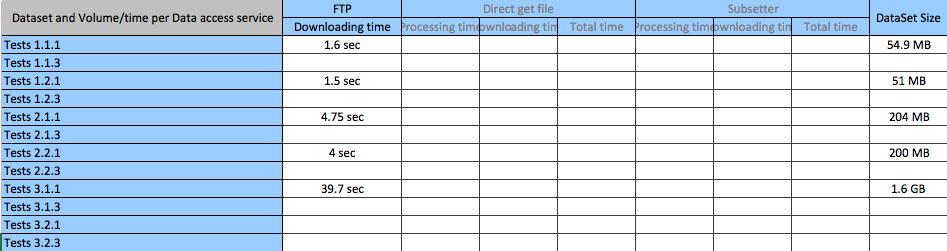 Dataset and Volume/time per Data access service FTP Direct get file Subsetter DataSet Size
Downloading time Processing time ownloading tin Total time Processing time ownloading tin Total time
Tests 1.1.1 1.6 sec 54.9 MB
Tests 1.1.3
Tests 1.2.1 1.5 sec 51 MB
Tests 1.2.3
Tests 2.1.1 4.75 sec 204 MB
Tests 2.1.3
Tests 2.2.1 4 sec 200 MB
Tests 2.2.3
Tests 3.1.1 39.7 sec 1.6 GB
Tests 3.1.3
Tests 3.2.1
Tests 3.2.3